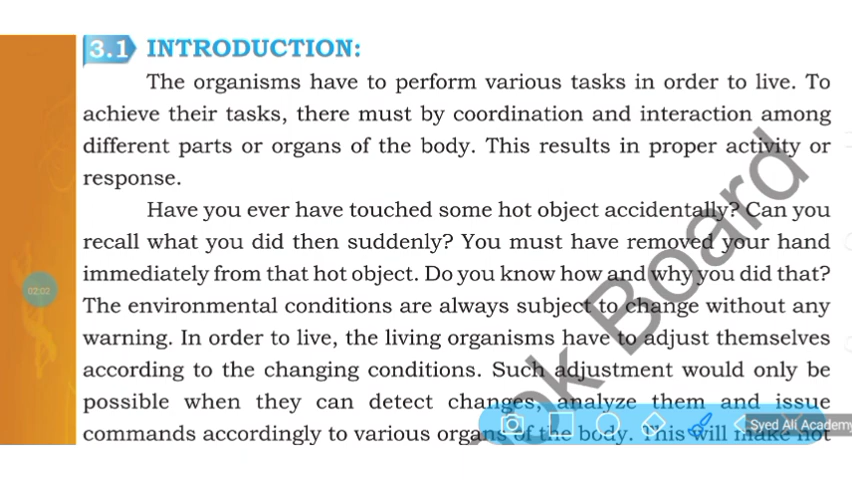 3.1 INTRODUCTION:
The organisms have to perform various tasks in order to live. To
achieve their tasks, there must by coordination and interaction among
different parts or organs of the body. This results in proper activity or
response.
Have you ever have touched some hot object accidentally? Can you
recall what you did then suddenly? You must have removed your hand
immediately from that hot object. Do you know how and why you did that?
The environmental conditions are always subject to change without any
warning. In order to live, the living organisms have to adjust themselves
according to the changing conditions. Such adjustment would only be
possible when they can detect changes, analyze them and issue
commands accordingly to various organs of the body. This will make not
ok Board
02:02
Syed Ali Academy